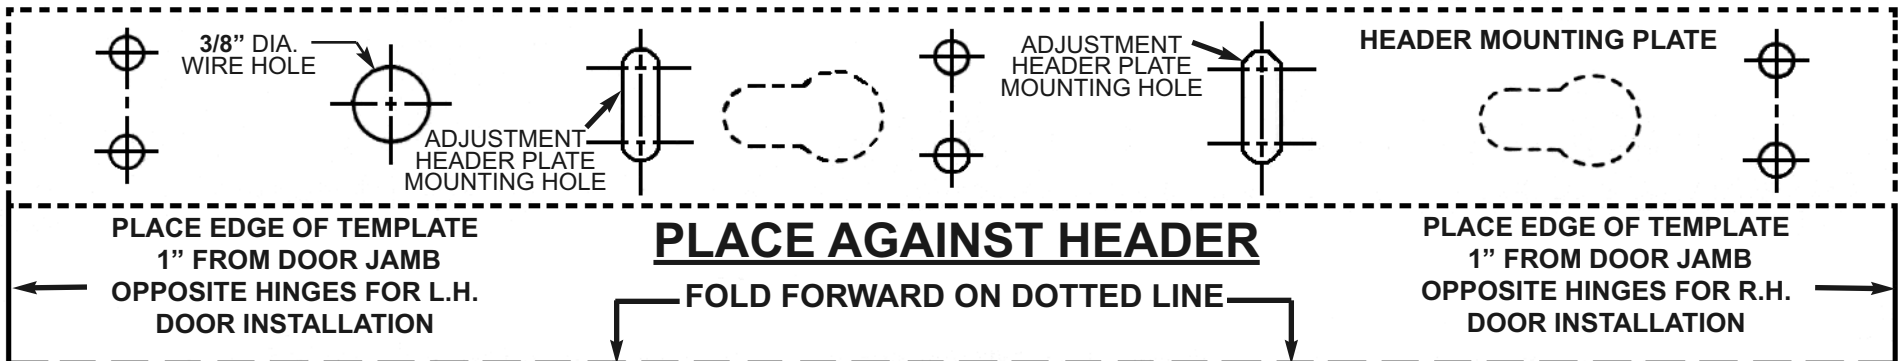 3/8” DIA.
WIRE HOLE
ADJUSTMENT
HEADER PLATE
MOUNTING HOLE
ADJUSTMENT
HEADER PLATE
MOUNTING HOLE
HEADER MOUNTING PLATE
PLACE EDGE OF TEMPLATE
1” FROM DOOR JAMB
OPPOSITE HINGES FOR L.H.
DOOR INSTALLATION
PLACE AGAINST HEADER
FOLD FORWARD ON DOTTED LINE
PLACE EDGE OF TEMPLATE
1” FROM DOOR JAMB
OPPOSITE HINGES FOR R.H.
DOOR INSTALLATION